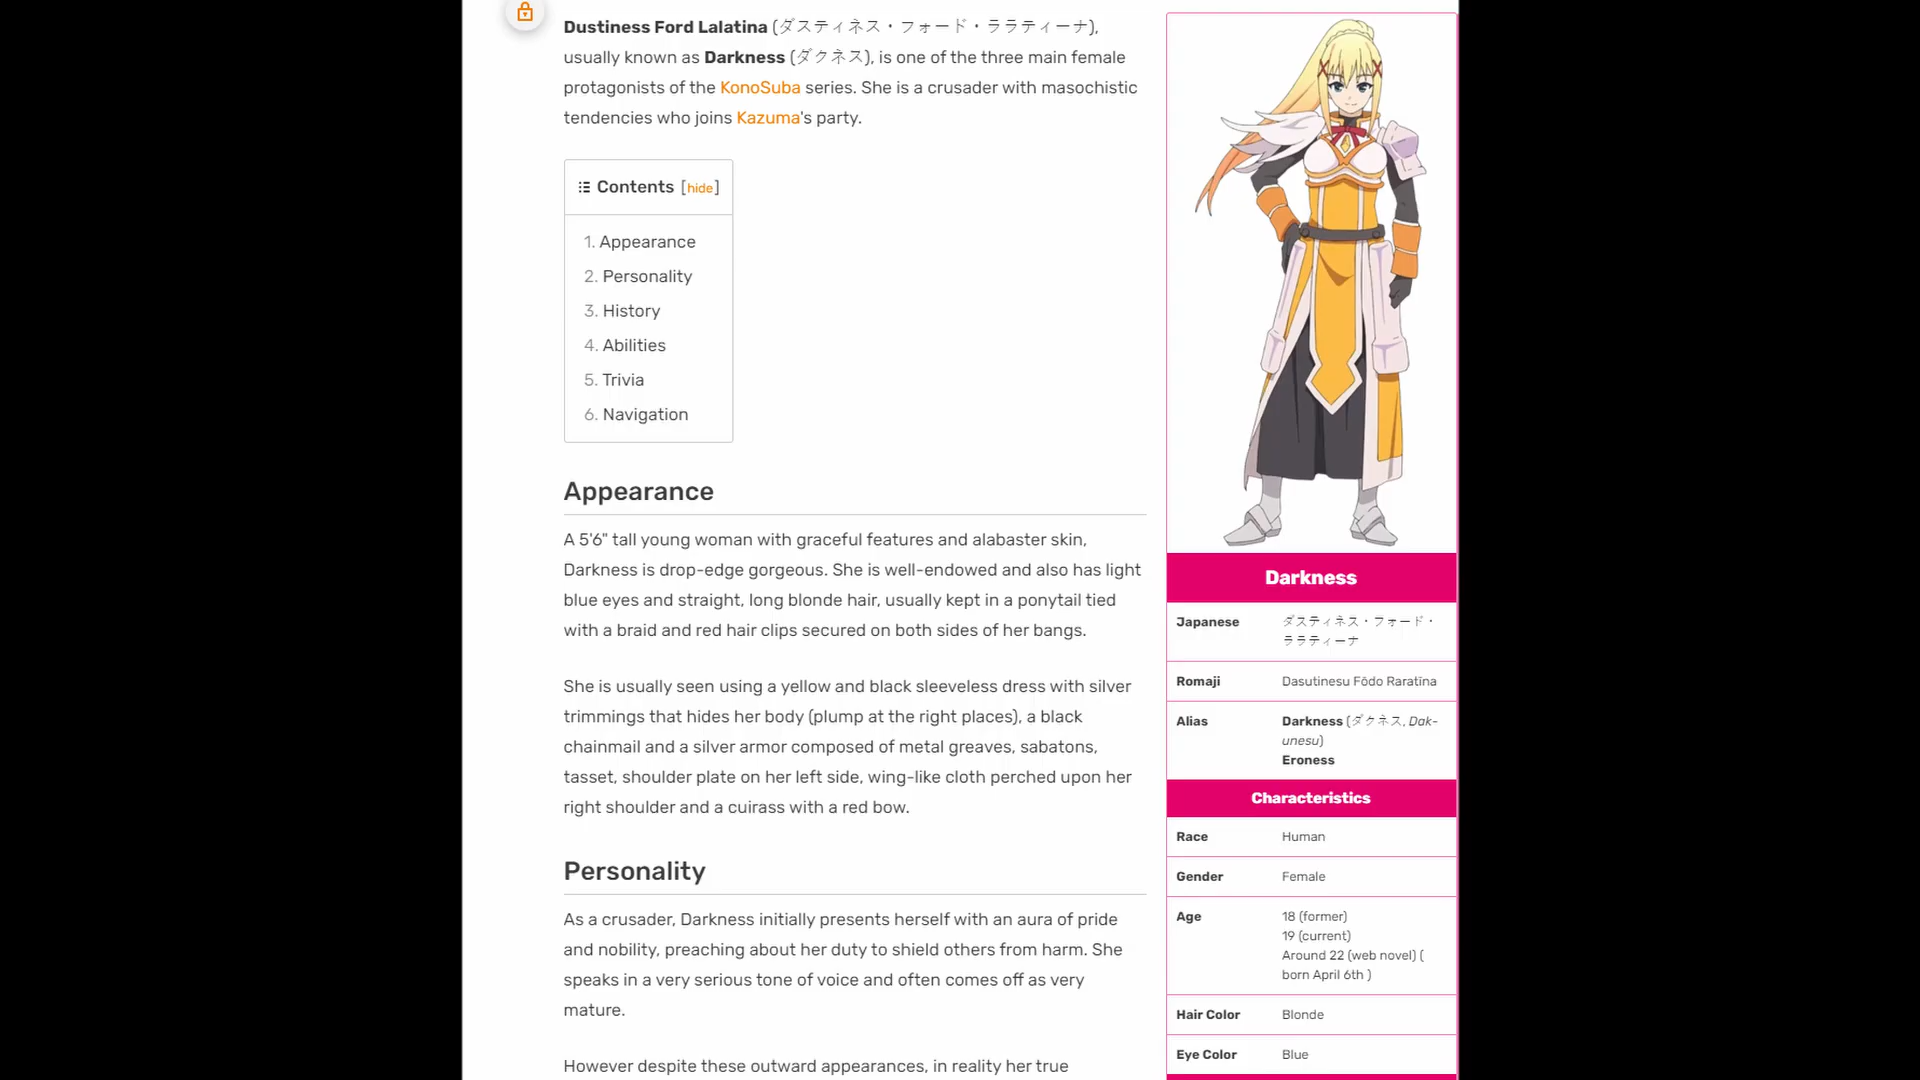 Dustiness Ford Lalatina (ダスティネス・フォード・ララティーナ),
usually known as Darkness (ダクネス), is one of the three main female
protagonists of the KonoSuba series. She is a crusader with masochistic
tendencies who joins Kazuma's party.
Contents [hide]
1. Appearance
2. Personality
3. History
4. Abilities
5. Trivia
6. Navigation
Appearance
A 5'6" tall young woman with graceful features and alabaster skin,
Darkness is drop-edge gorgeous. She is well-endowed and also has light
blue eyes and straight, long blonde hair, usually kept in a ponytail tied
with a braid and red hair clips secured on both sides of her bangs.
She is usually seen using a yellow and black sleeveless dress with silver
trimmings that hides her body (plump at the right places), a black
chainmail and a silver armor composed of metal greaves, sabatons,
tasset, shoulder plate on her left side, wing-like cloth perched upon her
right shoulder and a cuirass with a red bow.
Personality
As a crusader, Darkness initially presents herself with an aura of pride
and nobility, preaching about her duty to shield others from harm. She
speaks in a very serious tone of voice and often comes off as very
mature.
However despite these outward appearances, in reality her true
Darkness
Japanese ダスティネス・フォード・
ララティーナ
Romaji Dasutinesu Fōdo Raratīna
Alias Darkness (ダクネス, Dak-
unesu)
Eroness
Characteristics
Race Human
Gender Female
Age 18 (former)
19 (current)
Around 22 (web novel) (
born April 6th )
Hair Color Blonde
Eye Color Blue